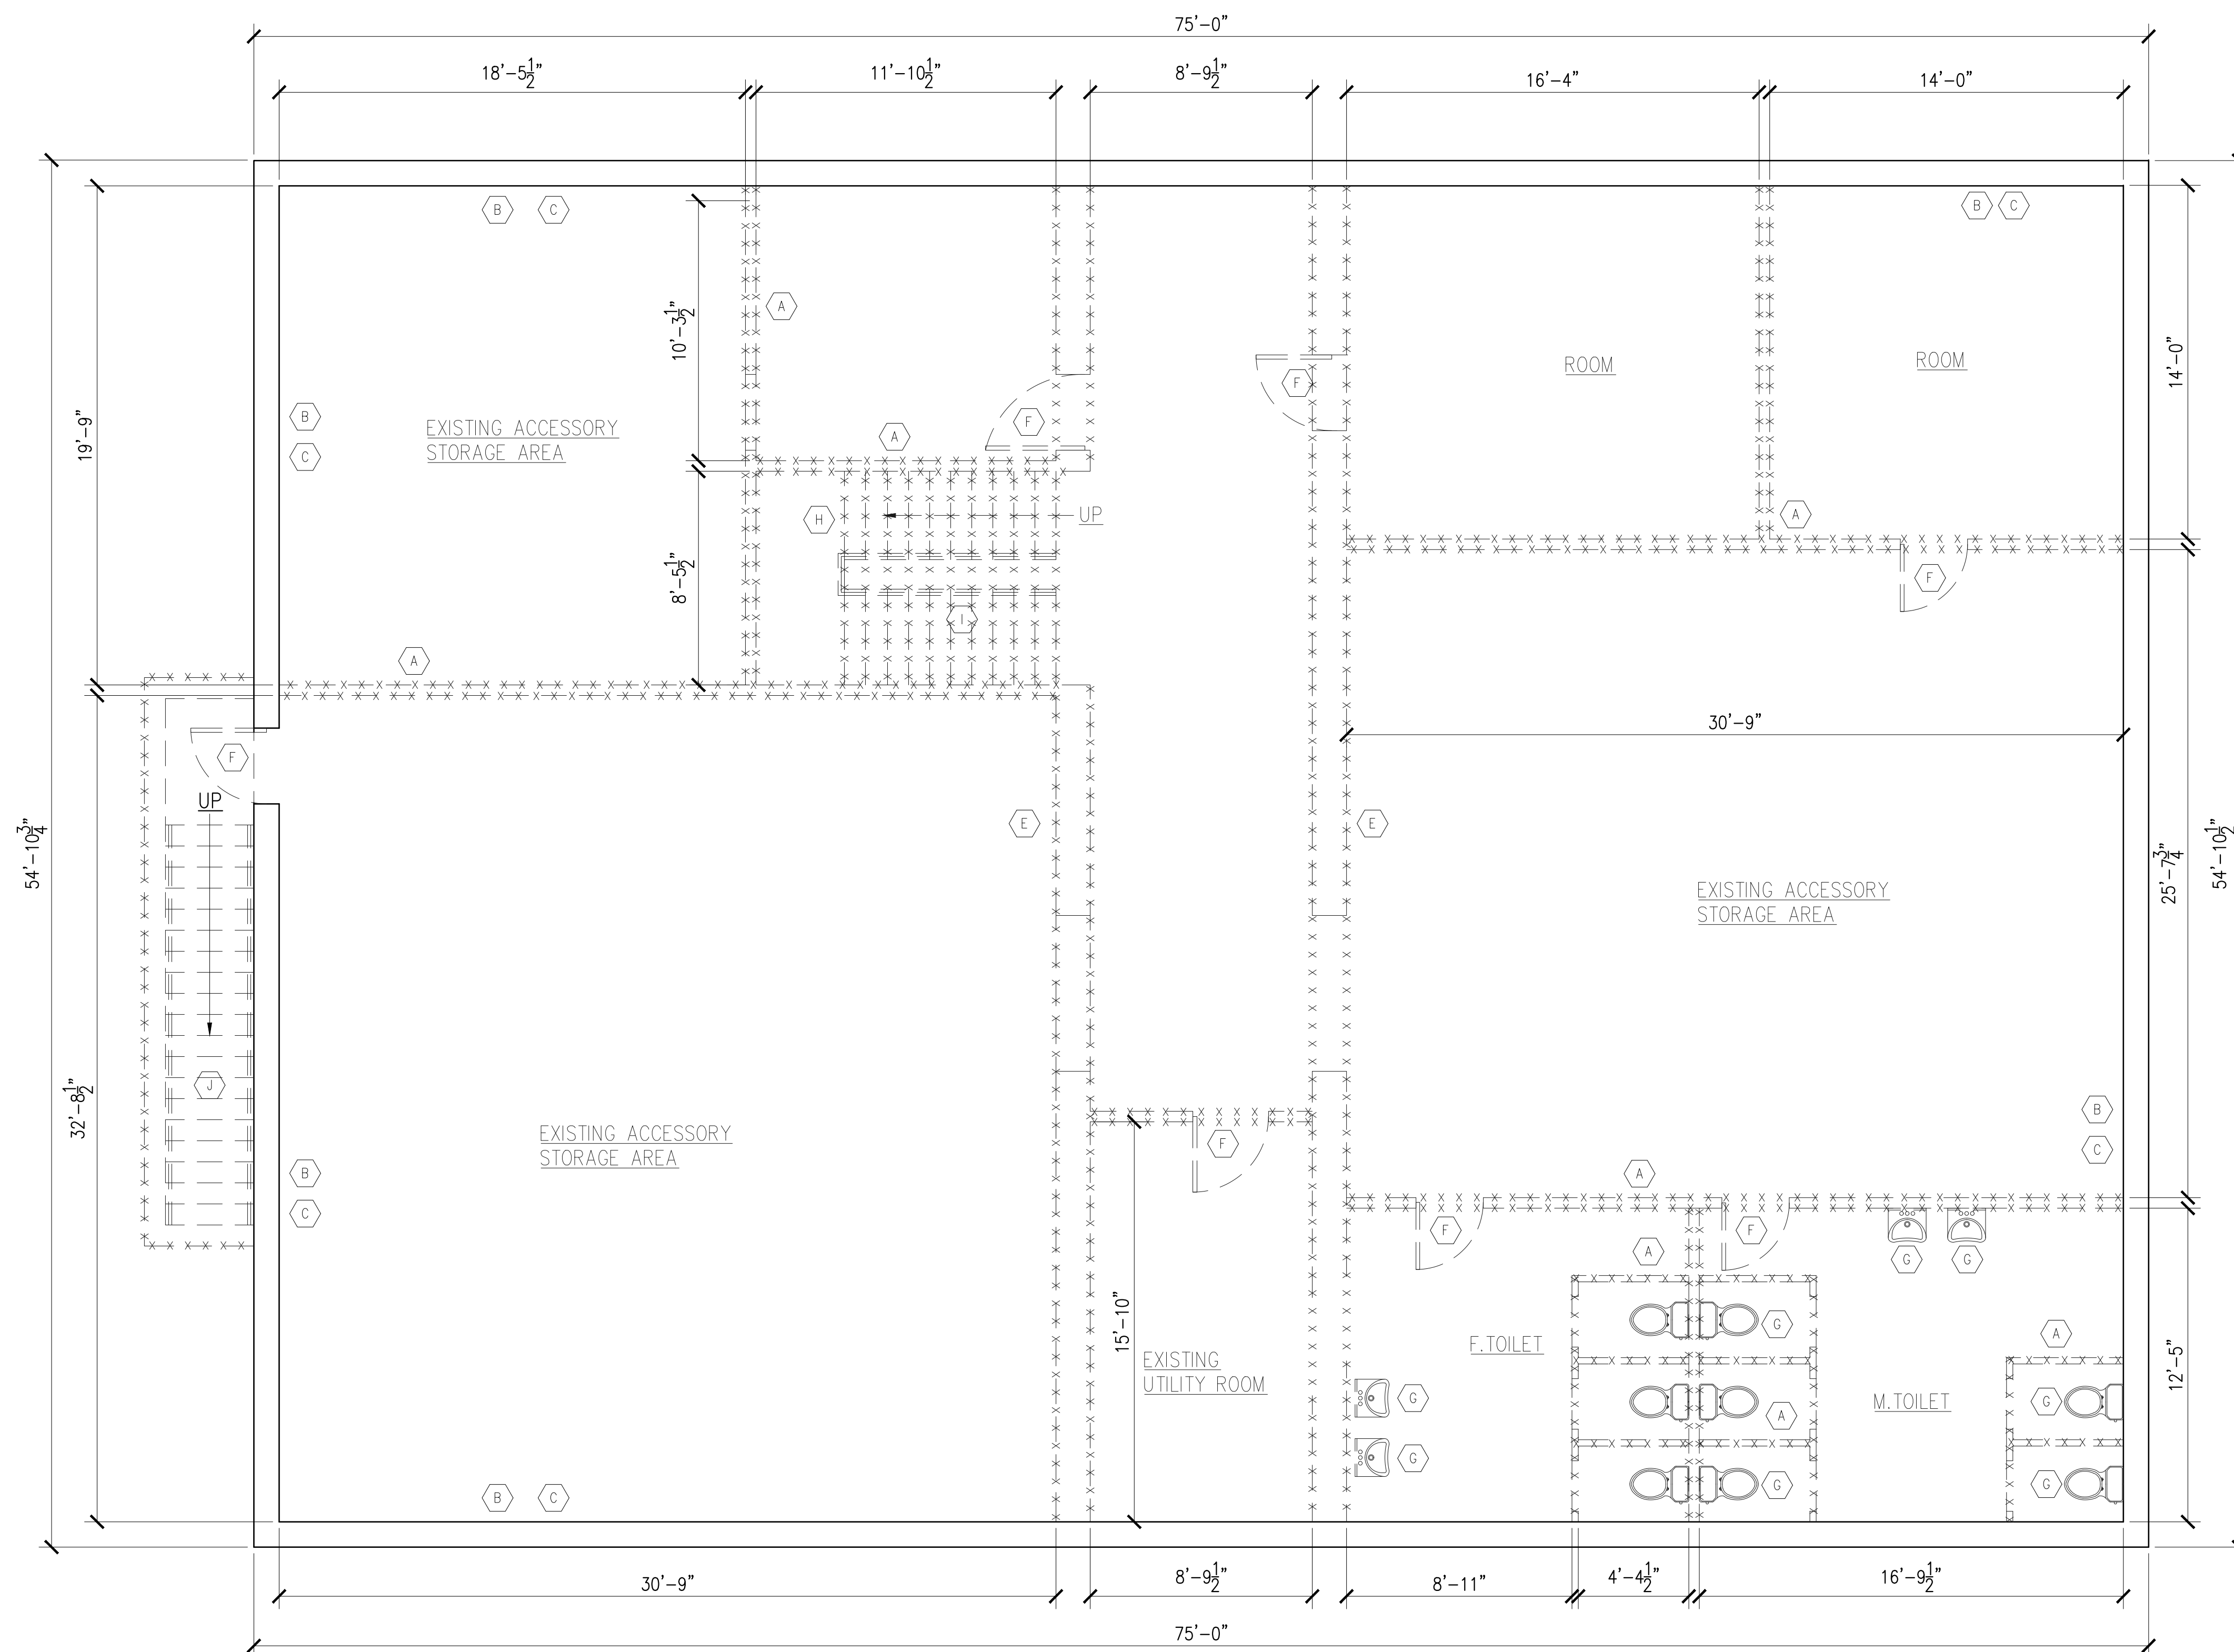 75'-0"
18'-5½"
11'-10½"
8'-9½"
16'-4"
14'-0"
B
C
B
C
A
10'-3½"
ROOM
ROOM
14'-0"
F
B
F
19'-9"
EXISTING ACCESSORY
STORAGE AREA
A
C
H
UP
A
8'-5½"
F
I
A
30'-9"
F
UP
E
E
54'-10¾"
25'-7¾"
54'-10½"
EXISTING ACCESSORY
STORAGE AREA
J
32'-8½"
B
EXISTING ACCESSORY
STORAGE AREA
F
C
B
A
C
F
F
A
G
G
15'-10"
F.TOILET
G
A
12'-5"
EXISTING
UTILITY ROOM
G
A
M.TOILET
G
G
G
G
B
C
30'-9"
8'-9½"
8'-11"
4'-4½"
16'-9½"
75'-0"